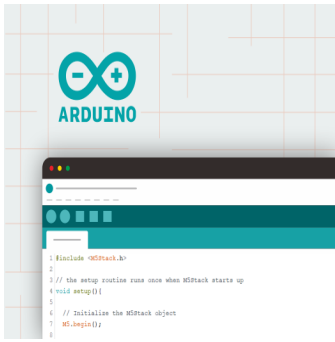 ARDUINO
1 #include <M5Stack.h>
2
3 // the setup routine runs once when M5Stack starts up
4 void setup(){
5
6 // Initialize the M5Stack object
7 M5.begin();
8